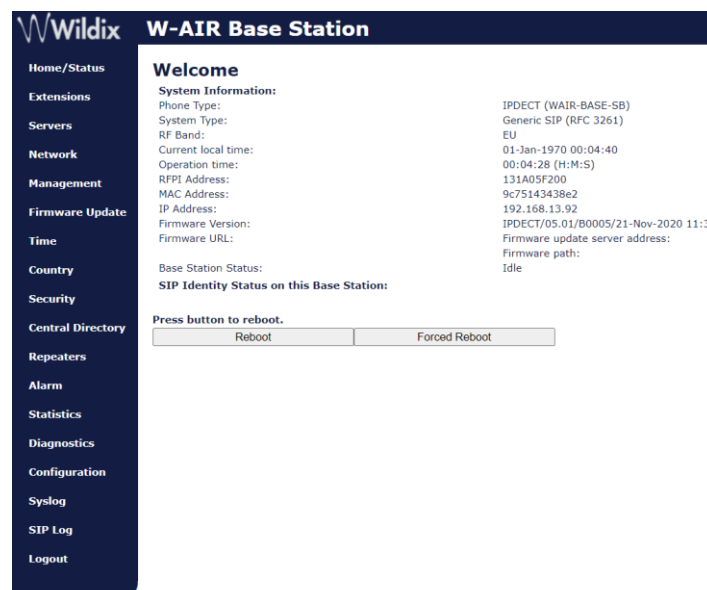 Wildix
W-AIR Base Station
Home/Status
Extensions
Servers
Network
Management
Firmware Update
Time
Country
Security
Central Directory
Repeaters
Alarm
Statistics
Diagnostics
Configuration
Syslog
SIP Log
Logout
Welcome
System Information:
Phone Type: IPDECT (WAIR-BASE-SB)
System Type: Generic SIP (RFC 3261)
RF Band: EU
Current local time: 01-Jan-1970 00:04:40
Operation time: 00:04:28 (H:M:S)
RFPI Address: 131A05F200
MAC Address: 9c75143438e2
IP Address: 192.168.13.92
Firmware Version: IPDECT/05.01/B0005/21-Nov-2020 11:3
Firmware URL: Firmware update server address:
Firmware path:
Base Station Status: Idle
SIP Identity Status on this Base Station:
Press button to reboot.
Reboot Forced Reboot